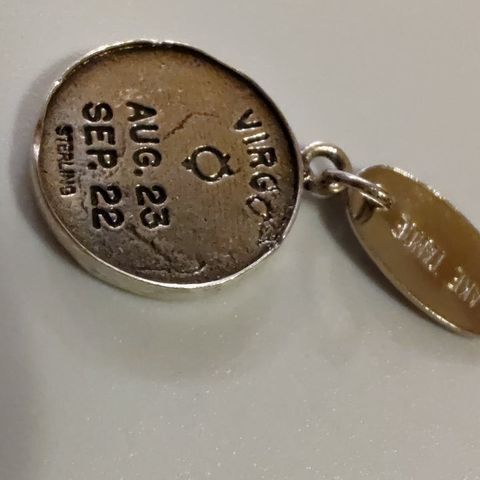 VIRGO
AUG. 23
SEP. 22
STERLING